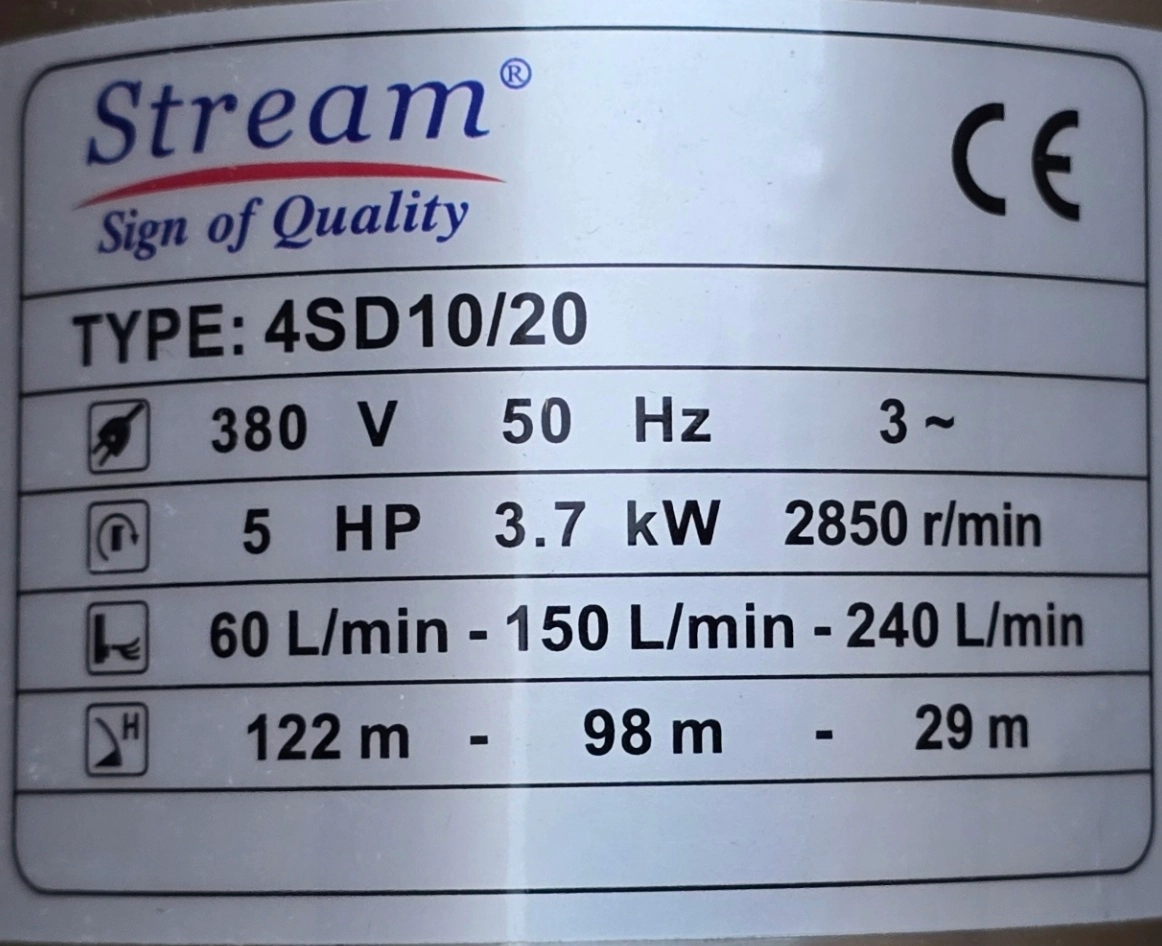 Stream®
Sign of Quality
CE
TYPE: 4SD10/20
380 V 50 Hz 3 ~
5 HP 3.7 kW 2850 r/min
60 L/min - 150 L/min - 240 L/min
H 122 m - 98 m - 29 m